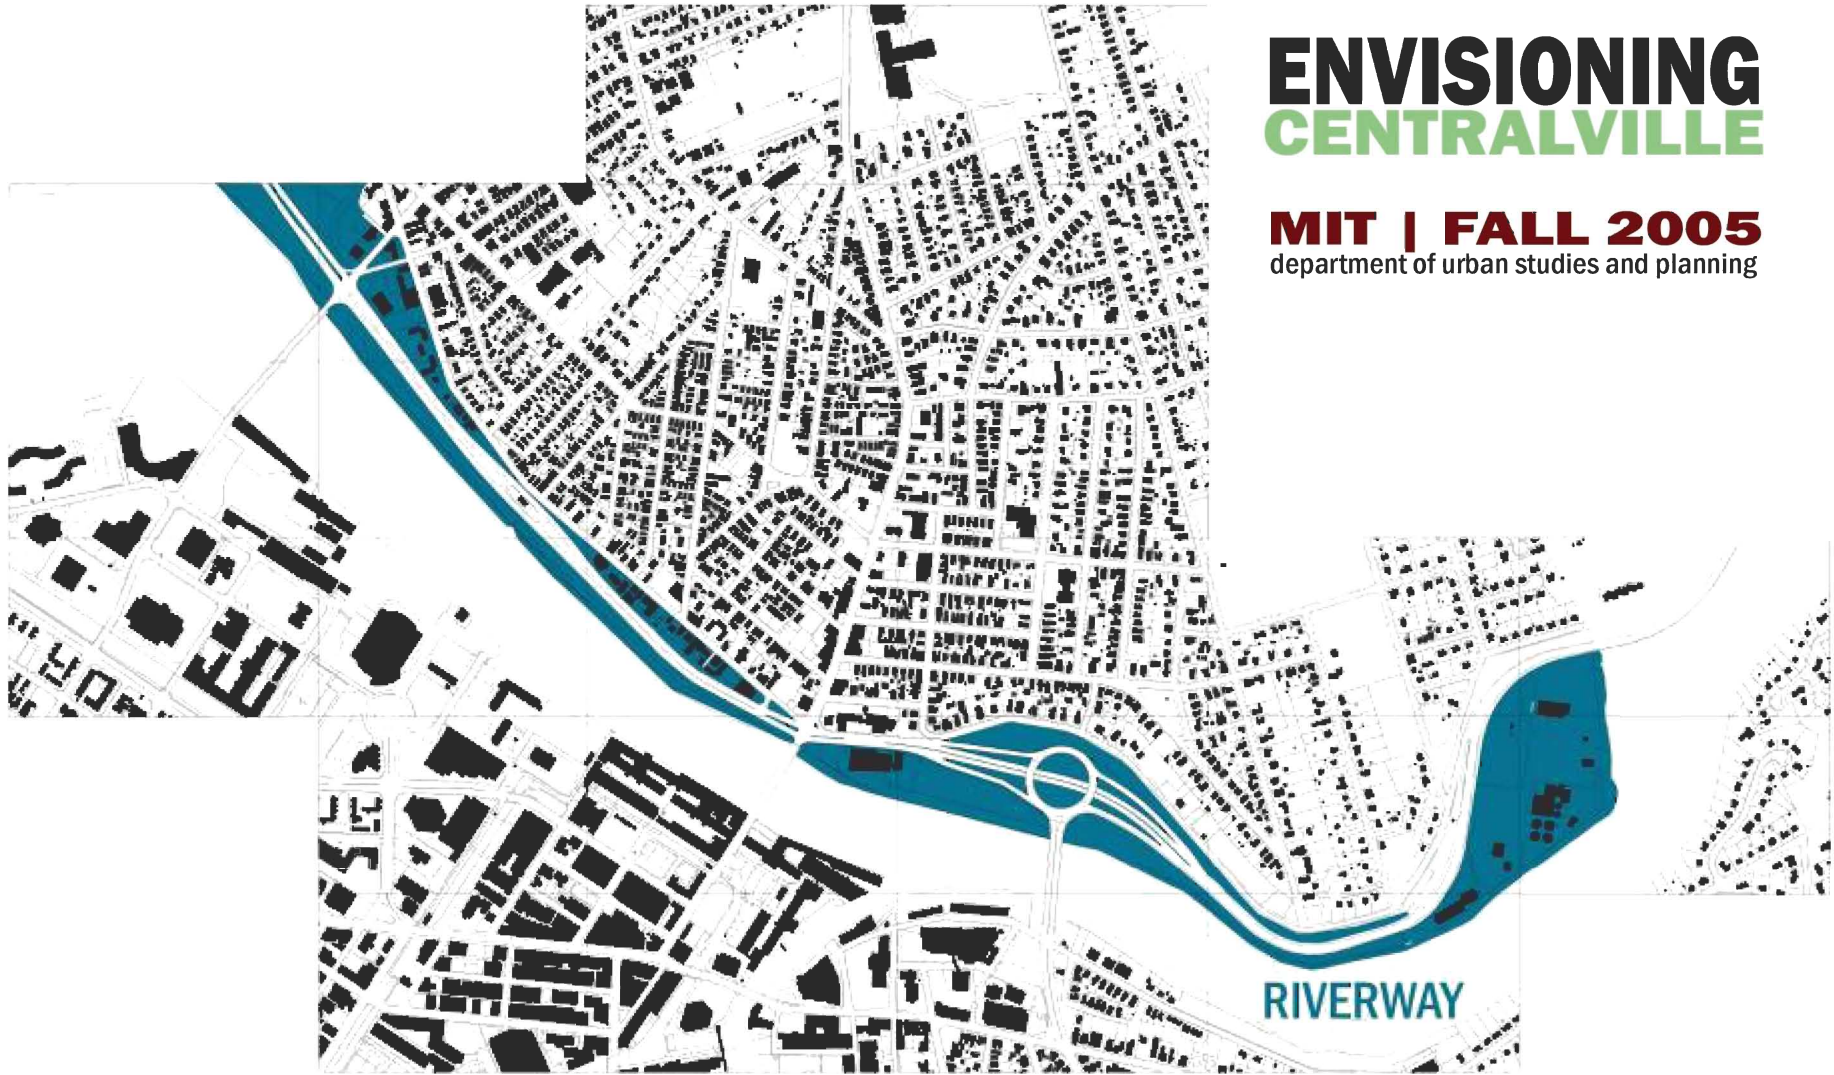 ENVISIONING
CENTRALVILLE
MIT | FALL 2005
department of urban studies and planning
RIVERWAY